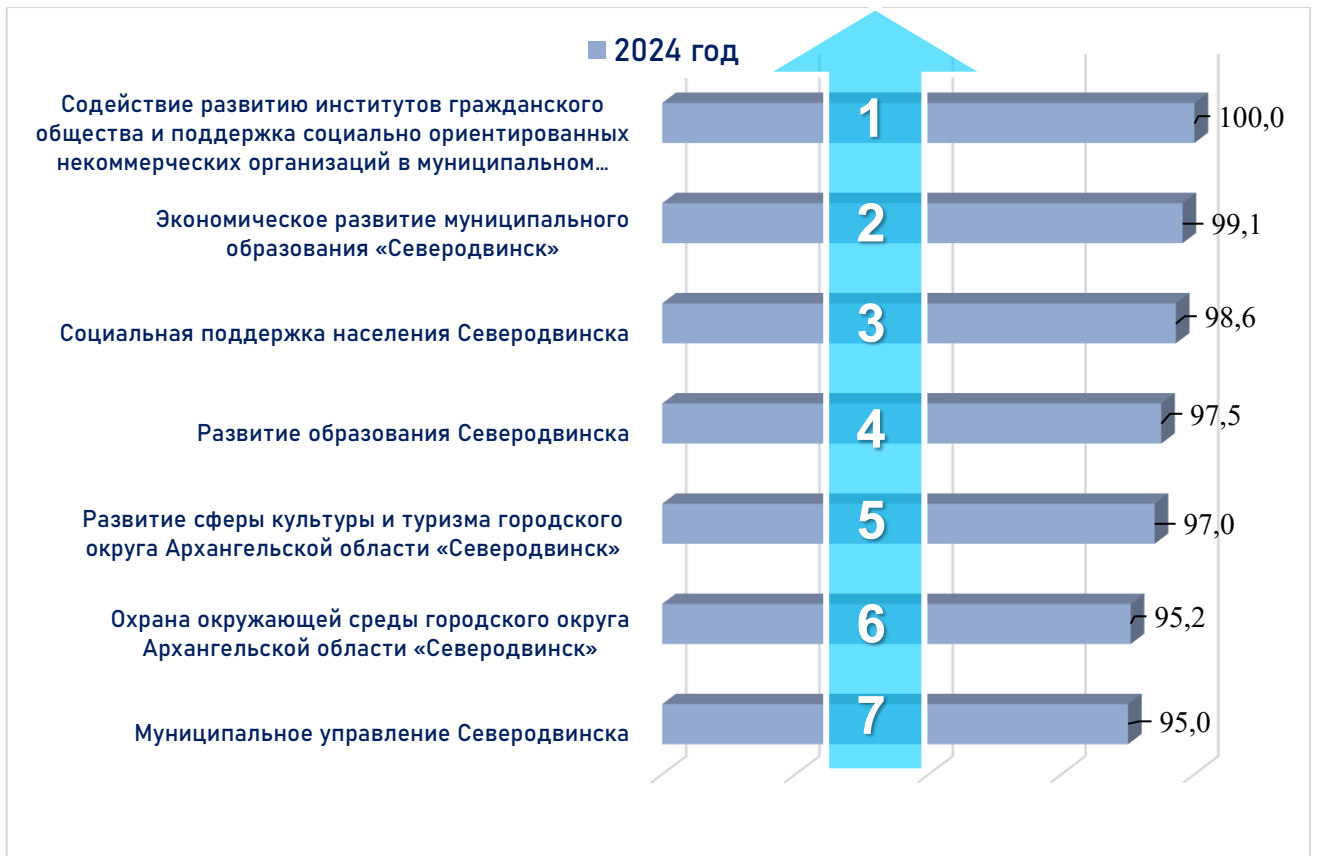 2024 год
Содействие развитию институтов гражданского
общества и поддержка социально ориентированных
некоммерческих организаций в муниципальном…
1
100,0
Экономическое развитие муниципального
образования «Северодвинск»
2
99,1
Социальная поддержка населения Северодвинска
3
98,6
Развитие образования Северодвинска
4
97,5
Развитие сферы культуры и туризма городского
округа Архангельской области «Северодвинск»
5
97,0
Охрана окружающей среды городского округа
Архангельской области «Северодвинск»
6
95,2
Муниципальное управление Северодвинска
7
95,0